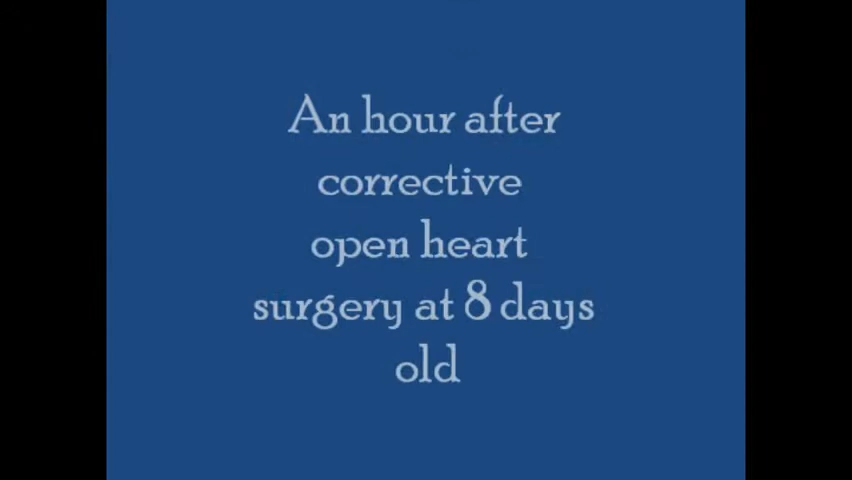 An hour after
corrective
open heart
surgery at 8 days
old